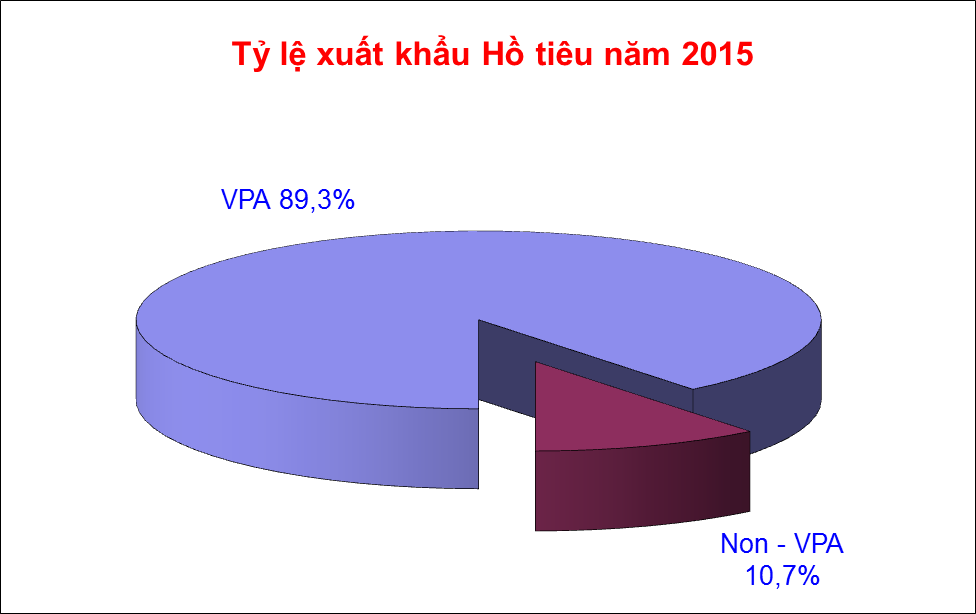 Tỷ lệ xuất khẩu Hồ tiêu năm 2015
VPA 89,3%
Non - VPA
10,7%